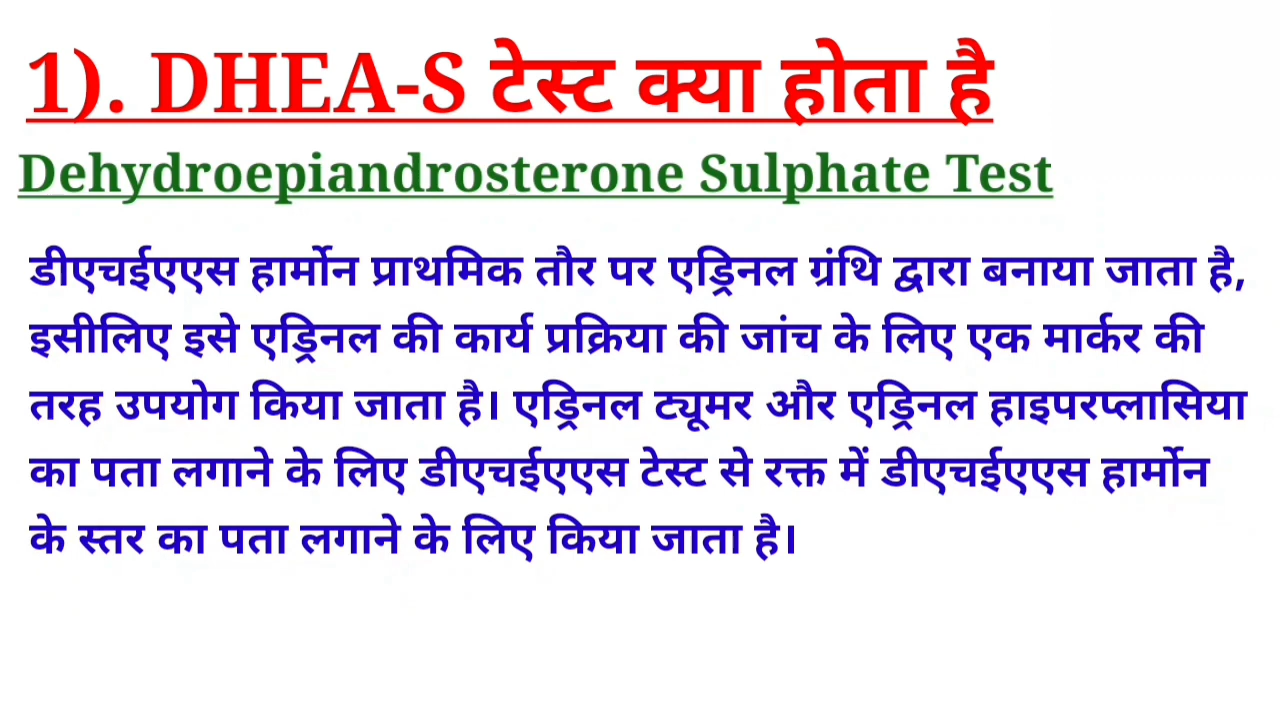 1). DHEA-S टेस्ट क्या होता है
Dehydroepiandrosterone Sulphate Test
डीएचईएएस हार्मोन प्राथमिक तौर पर एड्रिनल ग्रंथि द्वारा बनाया जाता है,
इसीलिए इसे एड्रिनल की कार्य प्रक्रिया की जांच के लिए एक मार्कर की
तरह उपयोग किया जाता है। एड्रिनल ट्यूमर और एड्रिनल हाइपरप्लासिया
का पता लगाने के लिए डीएचईएएस टेस्ट से रक्त में डीएचईएएस हार्मोन
के स्तर का पता लगाने के लिए किया जाता है।